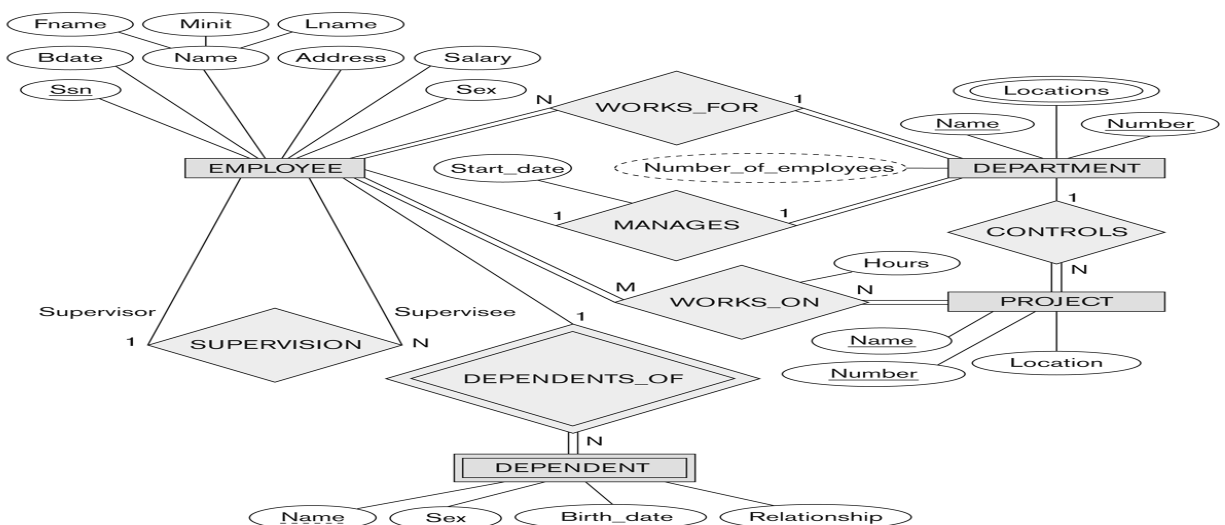 Fname Minit Lname
Bdate Name Address Salary
Ssn Sex
N WORKS_FOR 1
Locations
Name Number
EMPLOYEE Start_date Number_of_employees DEPARTMENT
1 MANAGES 1
1
CONTROLS
N
Hours
M WORKS_ON N PROJECT
Supervisor Supervisee
1 SUPERVISION N
1
Name
Number Location
DEPENDENTS_OF
N
DEPENDENT
Name Sex Birth_date Relationship